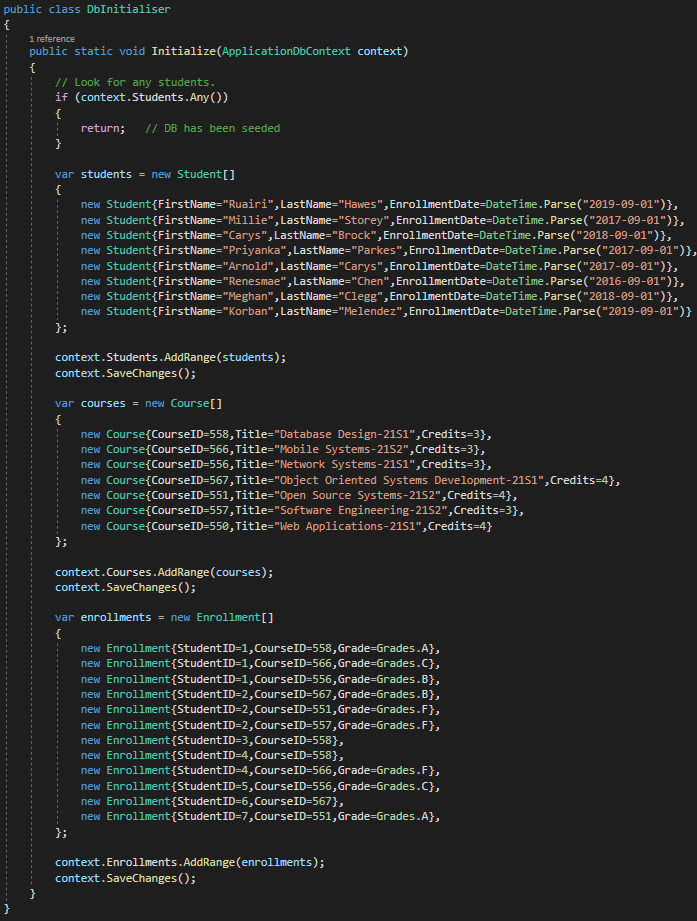 public class DbInitialiser
{
1 reference
public static void Initialize(ApplicationDbContext context)
{
// Look for any students.
if (context.Students.Any())
{
return;   // DB has been seeded
}
var students = new Student[]
{
new Student{FirstName="Ruairi",LastName="Hawes",EnrollmentDate=DateTime.Parse("2019-09-01")},
new Student{FirstName="Millie",LastName="Storey",EnrollmentDate=DateTime.Parse("2017-09-01")},
new Student{FirstName="Carys",LastName="Brock",EnrollmentDate=DateTime.Parse("2018-09-01")},
new Student{FirstName="Priyanka",LastName="Parkes",EnrollmentDate=DateTime.Parse("2017-09-01")},
new Student{FirstName="Arnold",LastName="Carys",EnrollmentDate=DateTime.Parse("2017-09-01")},
new Student{FirstName="Renesmae",LastName="Chen",EnrollmentDate=DateTime.Parse("2016-09-01")},
new Student{FirstName="Meghan",LastName="Clegg",EnrollmentDate=DateTime.Parse("2018-09-01")},
new Student{FirstName="Korban",LastName="Melendez",EnrollmentDate=DateTime.Parse("2019-09-01")}
};
context.Students.AddRange(students);
context.SaveChanges();
var courses = new Course[]
{
new Course{CourseID=558,Title="Database Design-21S1",Credits=3},
new Course{CourseID=566,Title="Mobile Systems-21S2",Credits=3},
new Course{CourseID=556,Title="Network Systems-21S1",Credits=3},
new Course{CourseID=567,Title="Object Oriented Systems Development-21S1",Credits=4},
new Course{CourseID=551,Title="Open Source Systems-21S2",Credits=4},
new Course{CourseID=557,Title="Software Engineering-21S2",Credits=3},
new Course{CourseID=550,Title="Web Applications-21S1",Credits=4}
};
context.Courses.AddRange(courses);
context.SaveChanges();
var enrollments = new Enrollment[]
{
new Enrollment{StudentID=1,CourseID=558,Grade=Grades.A},
new Enrollment{StudentID=1,CourseID=566,Grade=Grades.C},
new Enrollment{StudentID=1,CourseID=556,Grade=Grades.B},
new Enrollment{StudentID=2,CourseID=567,Grade=Grades.B},
new Enrollment{StudentID=2,CourseID=551,Grade=Grades.F},
new Enrollment{StudentID=2,CourseID=557,Grade=Grades.F},
new Enrollment{StudentID=3,CourseID=558},
new Enrollment{StudentID=4,CourseID=558},
new Enrollment{StudentID=4,CourseID=566,Grade=Grades.F},
new Enrollment{StudentID=5,CourseID=556,Grade=Grades.C},
new Enrollment{StudentID=6,CourseID=567},
new Enrollment{StudentID=7,CourseID=551,Grade=Grades.A},
};
context.Enrollments.AddRange(enrollments);
context.SaveChanges();
}
}